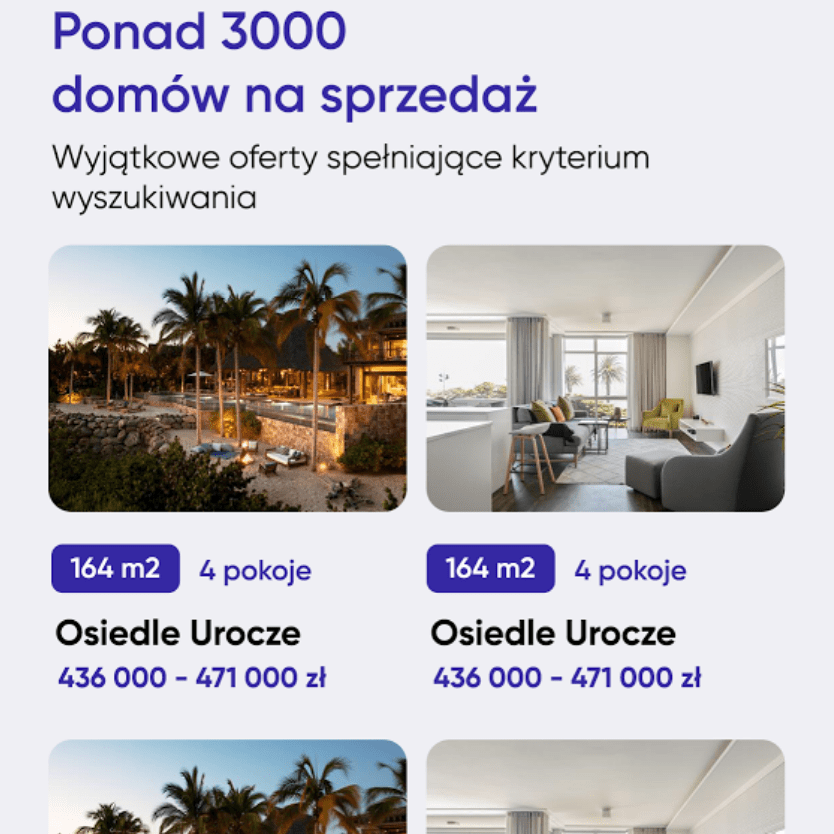 Ponad 3000
domów na sprzedaż
Wyjątkowe oferty spełniające kryterium
wyszukiwania
164 m2 4 pokoje
164 m2 4 pokoje
Osiedle Urocze
Osiedle Urocze
436 000 - 471 000 zł
436 000 - 471 000 zł